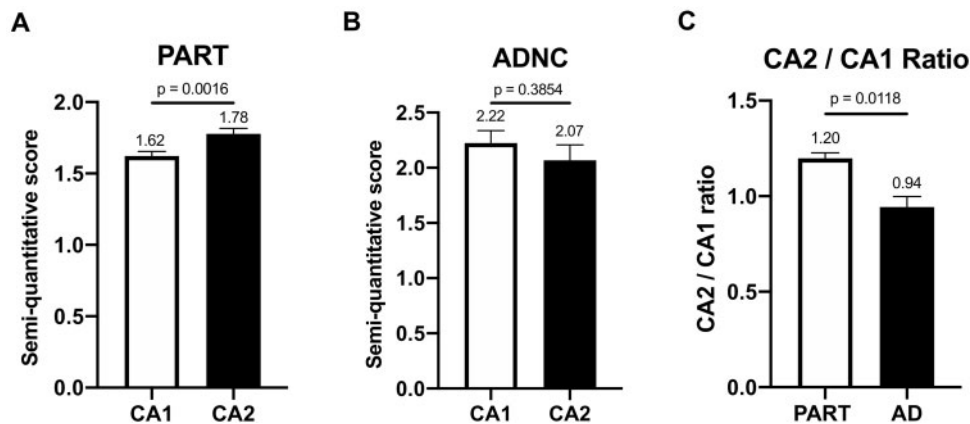 A
PART
p = 0.0016
2.0
1.5
1.0
0.5
0.0
Semi-quantitative score
1.62
1.78
CA1
CA2
B
ADNC
p = 0.3854
2.5
2.0
2.5
1.0
0.5
0.0
Semi-quantitative score
2.22
2.07
CA1
CA2
C
CA2 / CA1 Ratio
p = 0.0118
1.5
1.0
0.5
0.0
CA2 / CA1 ratio
1.20
0.94
PART
AD